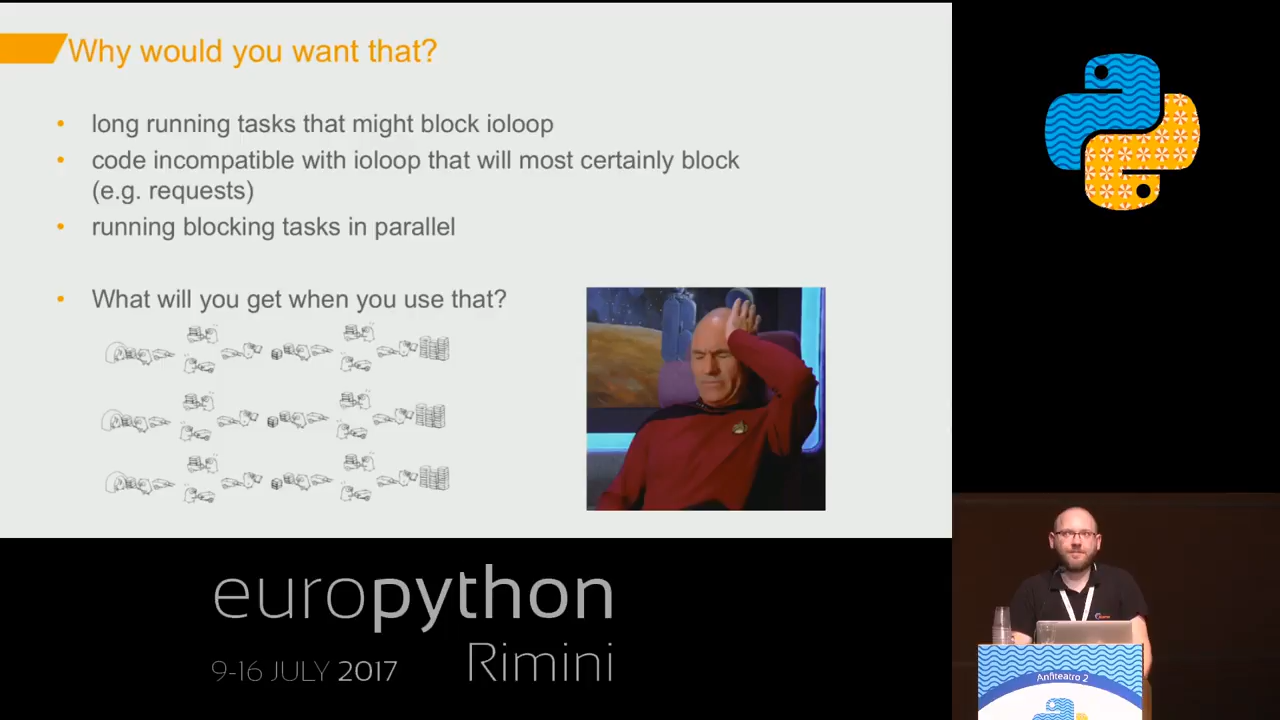 Why would you want that?
• long running tasks that might block ioloop
• code incompatible with ioloop that will most certainly block
(e.g. requests)
• running blocking tasks in parallel
• What will you get when you use that?
europython
9-16 JULY 2017 Rimini
Anfiteatro 2